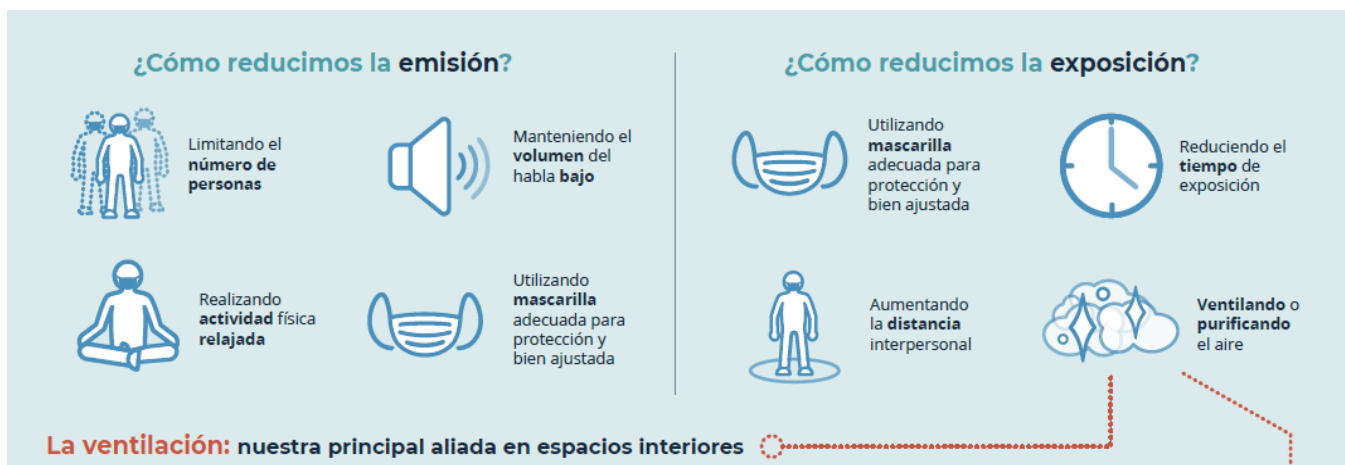 ¿Cómo reducimos la emisión?
Limitando el
número de
personas
Manteniendo el
volumen del
habla bajo
Realizando
actividad física
relajada
Utilizando
mascarilla
adecuada para
protección y
bien ajustada
¿Cómo reducimos la exposición?
Utilizando
mascarilla
adecuada para
protección y
bien ajustada
Reduciendo el
tiempo de
exposición
Aumentando
la distancia
interpersonal
Ventilando o
purificando
el aire
La ventilación: nuestra principal aliada en espacios interiores